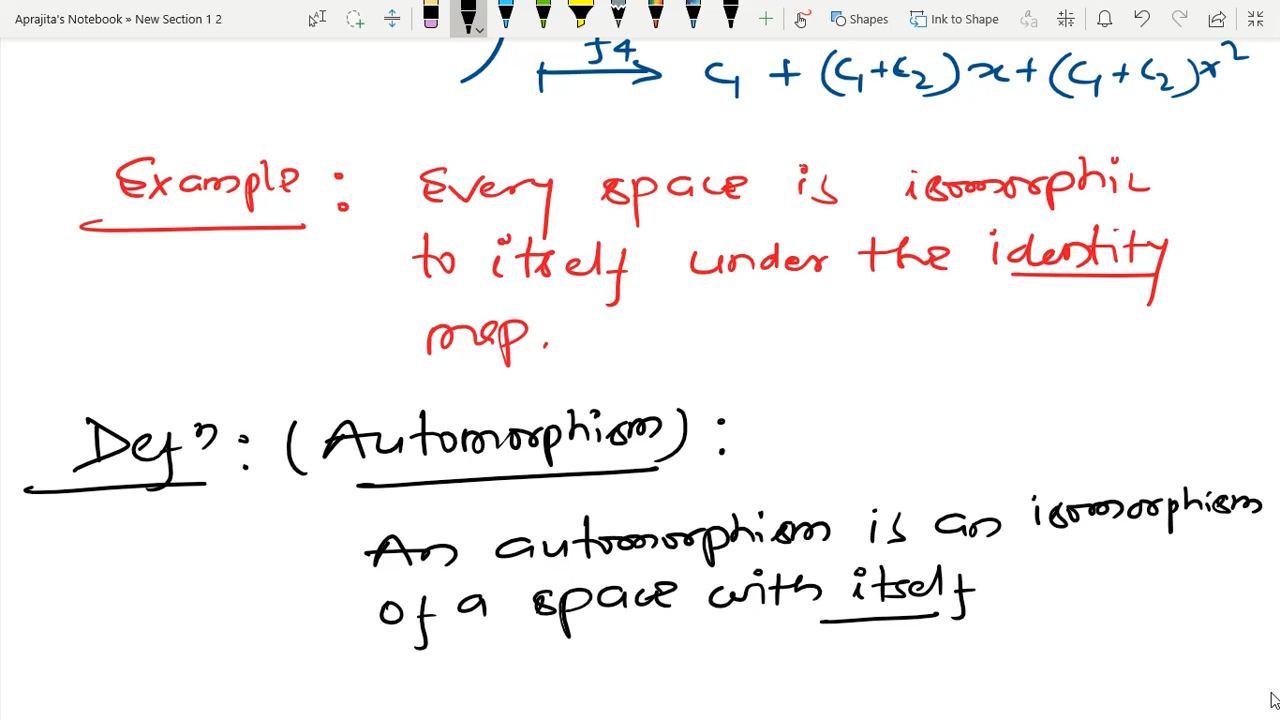 Aprajita's Notebook » New Section 1 2
Shapes
Ink to Shape
f4
c1 + (c1+c2)x+(c1+c2)x²
Example : Every space is isomorphic
to itself under the identity
map.
Defⁿ : (Automorphism) :
An automorphism is an isomorphism
of a space with itself